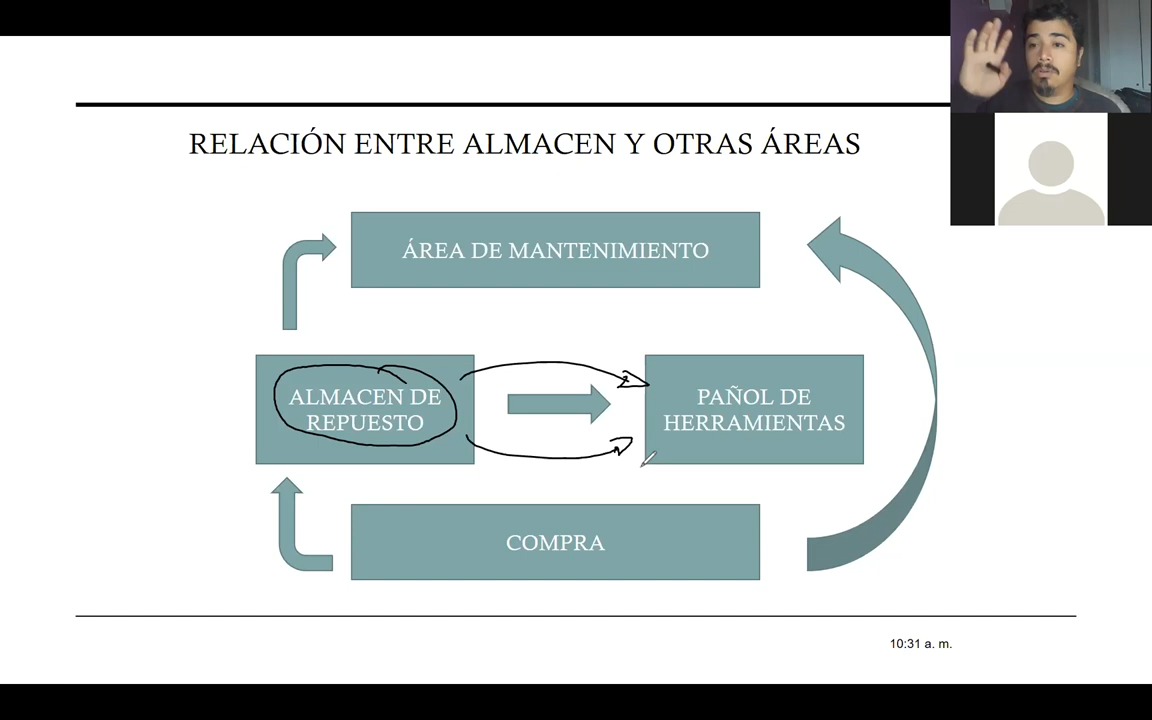 RELACIÓN ENTRE ALMACEN Y OTRAS ÁREAS
ÁREA DE MANTENIMIENTO
ALMACEN DE
REPUESTO
PAÑOL DE
HERRAMIENTAS
COMPRA
10:31 a. m.